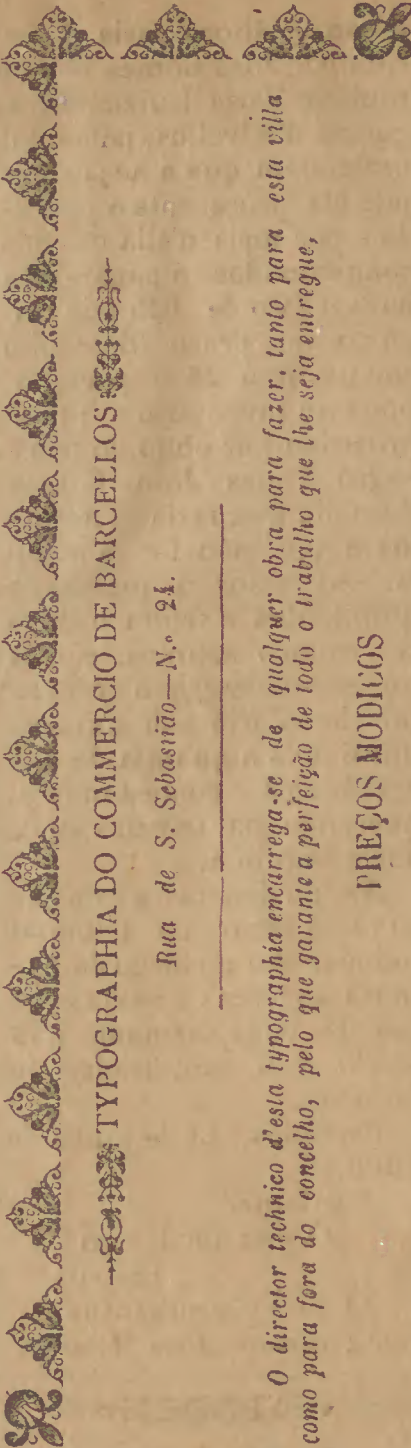 TYPOGRAPHIA DO COMMERCIO DE BARCELLOS
Rua de S. Sebastião—N.º 24.
O director technico d'esta typographia encarrega-se de qualquer obra para fazer, tanto para esta villa
como para fora do concelho, pelo que garante a perfeição de todo o trabalho que lhe seja entregue,
PREÇOS MODICOS